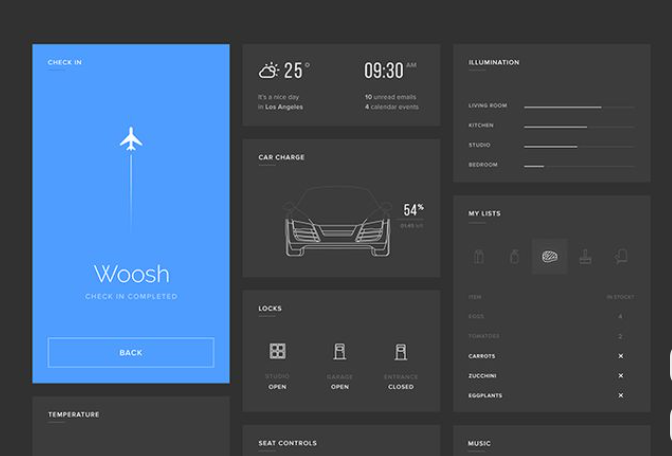 CHECK IN
Woosh
CHECK IN COMPLETED
BACK
TEMPERATURE
25°
It's a nice day
in Los Angeles
09:30 AM
10 unread emails
4 calendar events
CAR CHARGE
54%
LOCKS
STUDIO
OPEN
GARAGE
OPEN
ENTRANCE
CLOSED
SEAT CONTROLS
ILLUMINATION
LIVING ROOM
KITCHEN
STUDIO
BEDROOM
MY LISTS
ITEM IN STOCK?
EGGS 4
TOMATOES 2
CARROTS ×
ZUCCHINI ×
EGGPLANTS ×
MUSIC